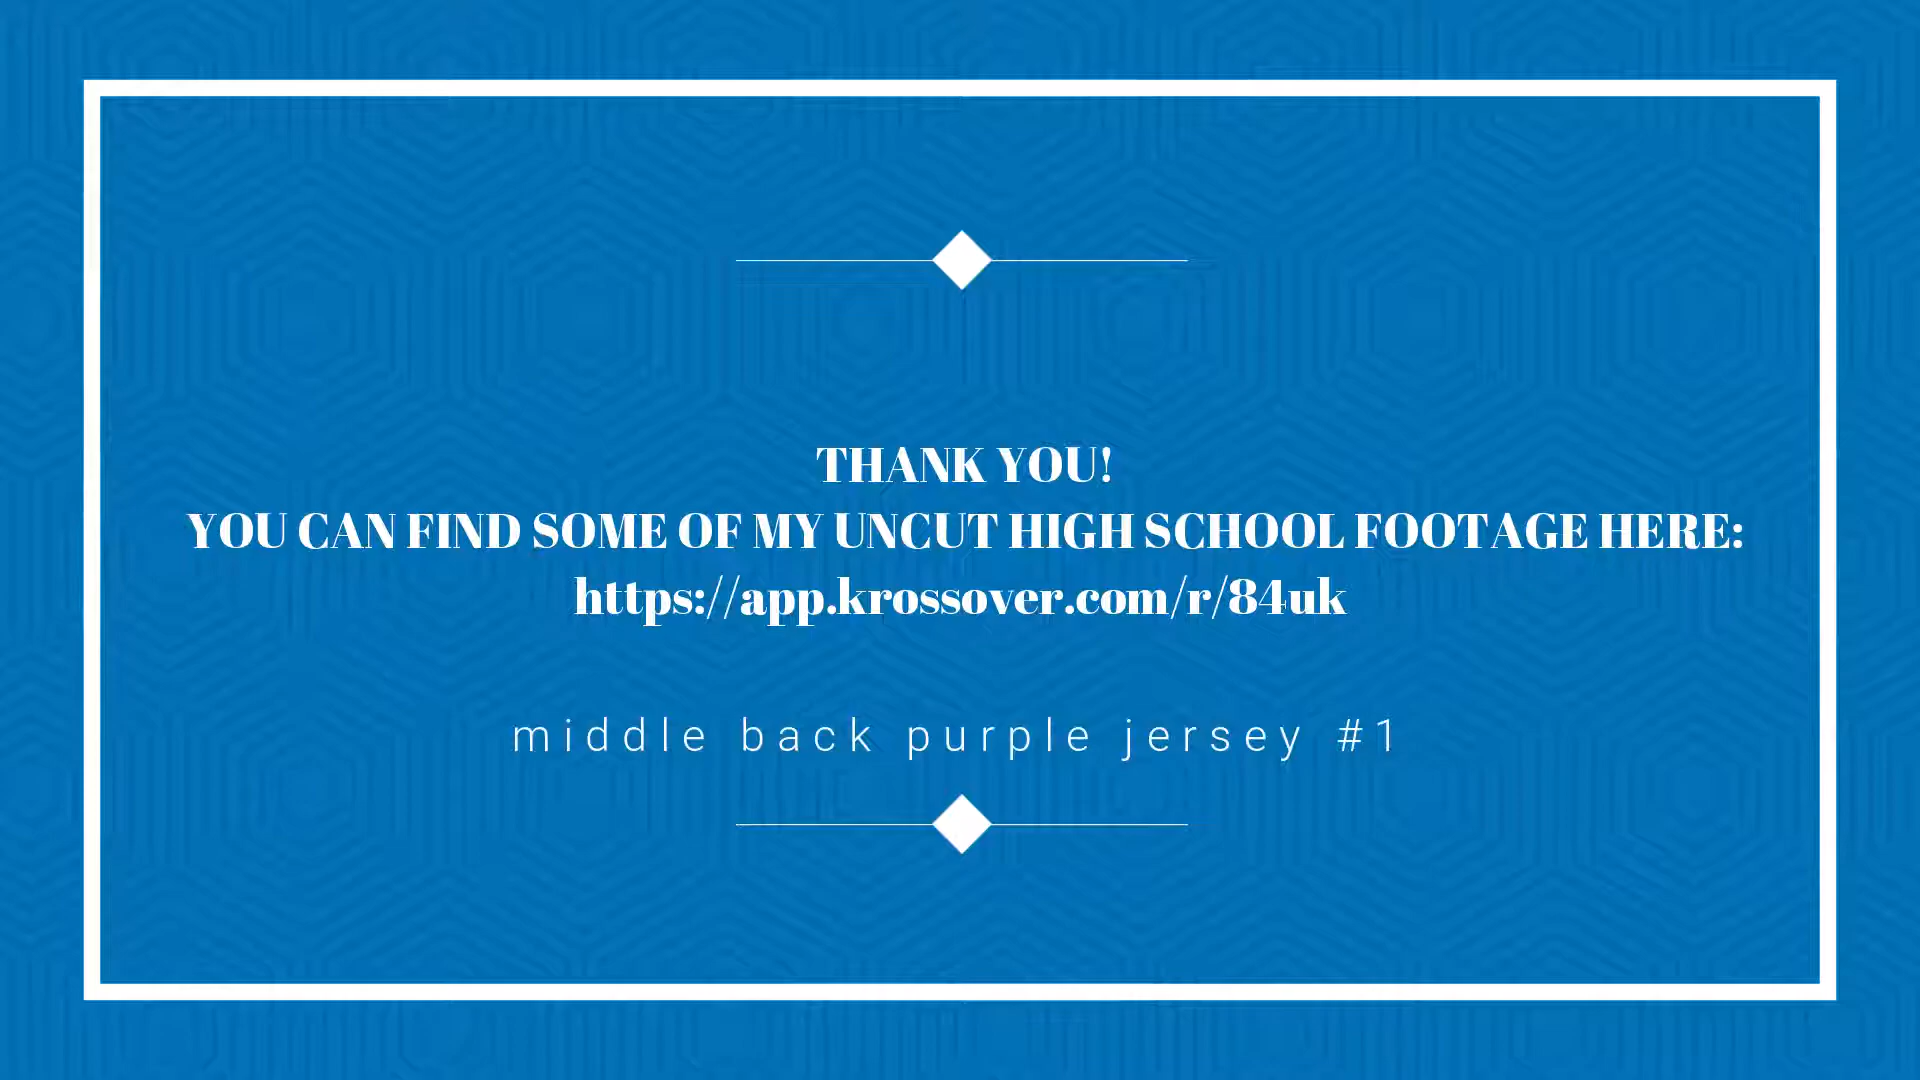 THANK YOU!
YOU CAN FIND SOME OF MY UNCUT HIGH SCHOOL FOOTAGE HERE:
https://app.krossover.com/r/84uk
middle back purple jersey #1